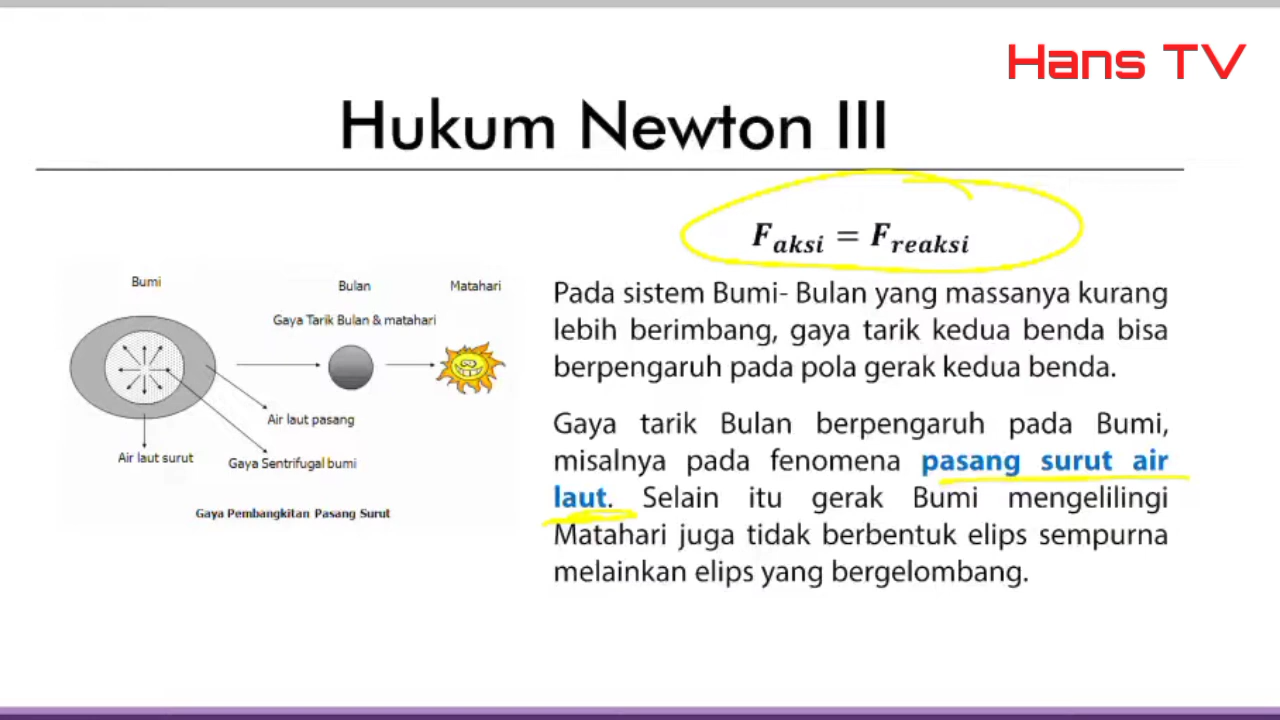 Hans TV
Hukum Newton III
F aksi = F reaksi
Bumi
Bulan
Matahari
Gaya Tarik Bulan & matahari
Air laut pasang
Air laut surut
Gaya Sentrifugal bumi
Gaya Pembangkitan Pasang Surut
Pada sistem Bumi- Bulan yang massanya kurang
lebih berimbang, gaya tarik kedua benda bisa
berpengaruh pada pola gerak kedua benda.
Gaya tarik Bulan berpengaruh pada Bumi,
misalnya pada fenomena pasang surut air
laut. Selain itu gerak Bumi mengelilingi
Matahari juga tidak berbentuk elips sempurna
melainkan elips yang bergelombang.